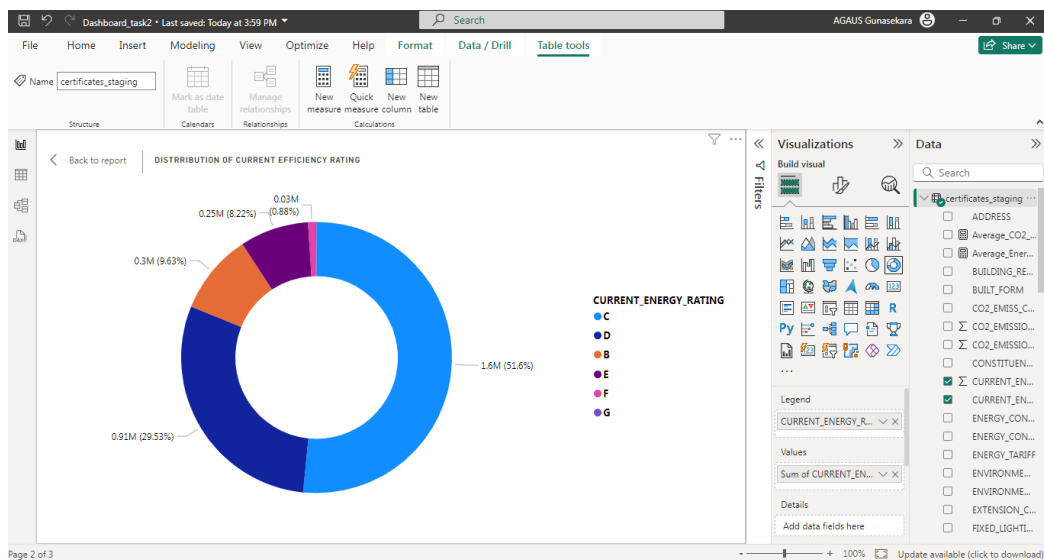 Dashboard_task2 • Last saved: Today at 3:59 PM
Search
AGAUS Gunasekara
File Home Insert Modeling View Optimize Help Format Data / Drill Table tools
Share
Name certificates_staging
Mark as date table
Manage relationships
New measure
Quick measure
New column
New table
Structure Calendars Relationships Calculations
Back to report
DISTRRIBUTION OF CURRENT EFFICIENCY RATING
0.03M
(0.88%)
0.25M (8.22%)
0.3M (9.63%)
1.6M (51.6%)
0.91M (29.53%)
CURRENT_ENERGY_RATING
C
D
B
E
F
G
Filters
Visualizations
Build visual
123
R
Py
Legend
CURRENT_ENERGY_R...
Values
Sum of CURRENT_EN...
Details
Add data fields here
Data
Search
certificates_staging
ADDRESS
Average_CO2_...
Average_Ener...
BUILDING_RE...
BUILT_FORM
CO2_EMISS_C...
CO2_EMISSIO...
CO2_EMISSIO...
CONSTITUEN...
CURRENT_EN...
CURRENT_EN...
ENERGY_CON...
ENERGY_CON...
ENERGY_TARIFF
ENVIRONME...
ENVIRONME...
EXTENSION_C...
FIXED_LIGHTI...
Page 2 of 3
- + 100%
Update available (click to download)